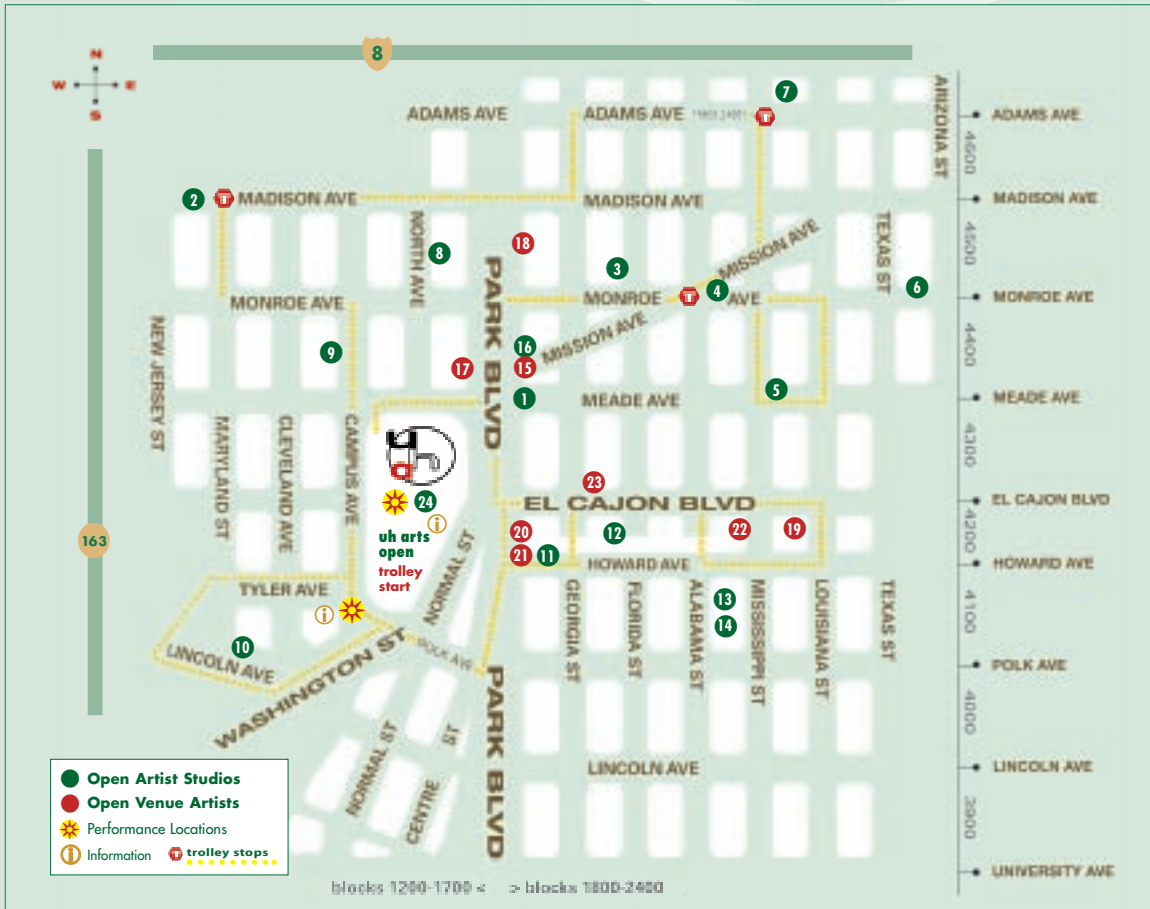 8
N
W E
S
7
ARIZONA ST
ADAMS AVE
ADAMS AVE
T
ADAMS AVE
4600
2
T
MADISON AVE
MADISON AVE
MADISON AVE
NORTH AVE
8
18
3
MISSION AVE
TEXAS ST
6
4500
PARK BLVD
MONROE AVE
MONROE
T
4
AVE
MONROE AVE
NEW JERSEY ST
9
16
MISSION AVE
4400
17
15
5
1
MEADE AVE
MEADE AVE
MARYLAND ST
CLEVELAND AVE
CAMPUS AVE
4300
23
24
EL CAJON BLVD
EL CAJON BLVD
163
uh arts
open
trolley
start
i
NORMAL ST
20
12
22
19
4200
21
11
HOWARD AVE
HOWARD AVE
TYLER AVE
i
GEORGIA ST
FLORIDA ST
ALABAMA ST
MISSISSIPPI ST
LOUISIANA ST
TEXAS ST
13
14
4100
10
LINCOLN AVE
WASHINGTON ST
POLK AVE
POLK AVE
PARK BLVD
4000
NORMAL ST
CENTRE ST
LINCOLN AVE
LINCOLN AVE
3900
UNIVERSITY AVE
Open Artist Studios
Open Venue Artists
Performance Locations
i Information
T trolley stops
blocks 1200-1700 < > blocks 1800-2400